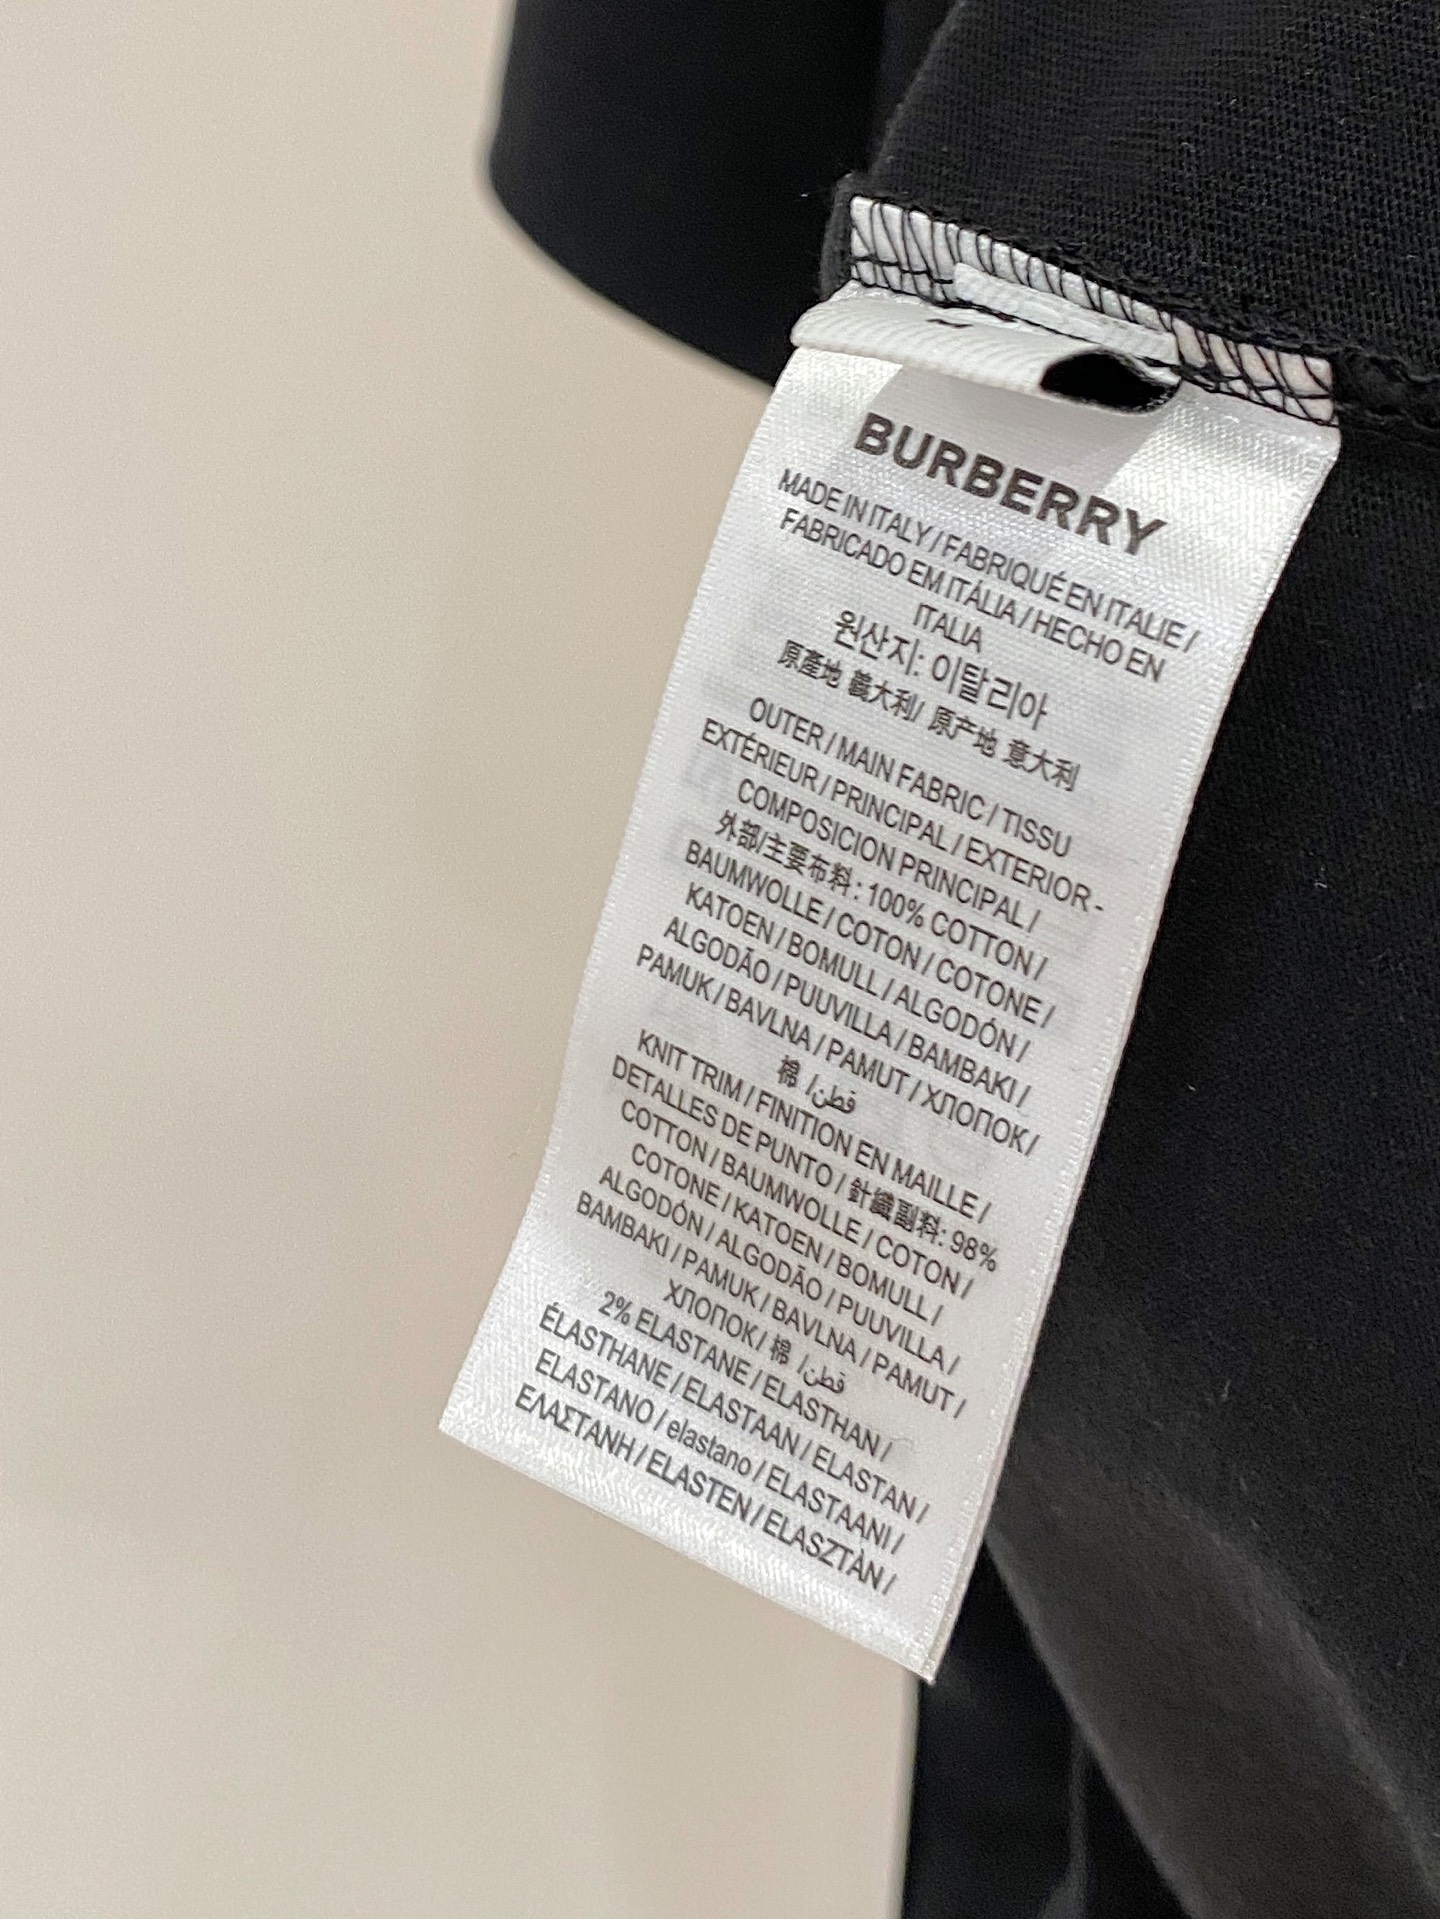 BURBERRY
MADE IN ITALY / FABRIQUÉ EN ITALIE /
FABRICADO EM ITÁLIA / HECHO EN
ITALIA
원산지: 이탈리아
原產地 義大利/ 原产地 意大利
OUTER / MAIN FABRIC / TISSU
EXTÉRIEUR / PRINCIPAL / EXTERIOR -
COMPOSICION PRINCIPAL /
外部/主要布料: 100% COTTON /
BAUMWOLLE / COTON / COTONE /
KATOEN / BOMULL / ALGODÓN /
ALGODÃO / PUUVILLA / BAMBAKI /
PAMUK / BAVLNA / PAMUT / ХЛОПОК /
棉 / قطن
KNIT TRIM / FINITION EN MAILLE /
DETALLES DE PUNTO / 針織副料: 98%
COTTON / BAUMWOLLE / COTON /
COTONE / KATOEN / BOMULL /
ALGODÓN / ALGODÃO / PUUVILLA /
BAMBAKI / PAMUK / BAVLNA / PAMUT /
ХЛОПОК / 棉 / قطن
2% ELASTANE / ELASTHAN /
ÉLASTHANE / ELASTAAN / ELASTAN /
ELASTANO / elastano / ELASTAANI /
ΕΛΑΣΤΑΝΗ / ELASTEN / ELASZTÀN /